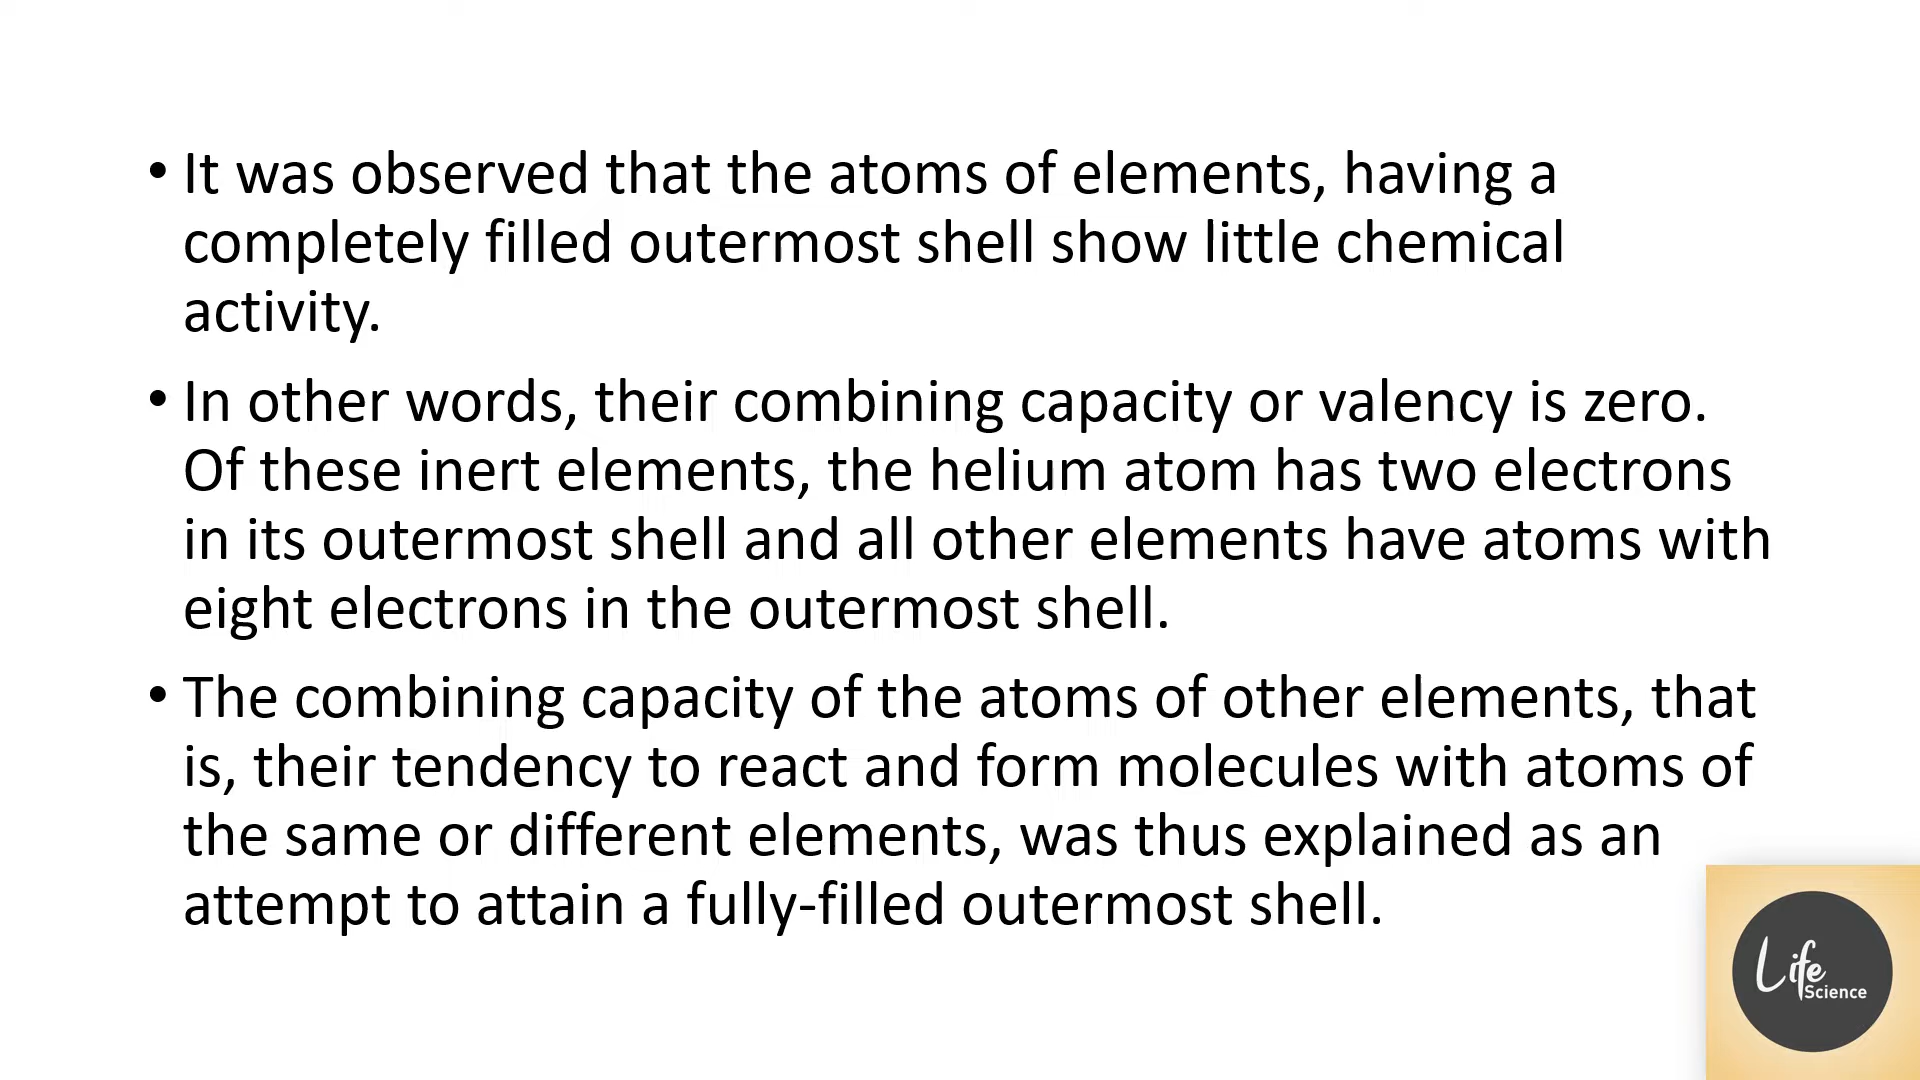 • It was observed that the atoms of elements, having a
completely filled outermost shell show little chemical
activity.
• In other words, their combining capacity or valency is zero.
Of these inert elements, the helium atom has two electrons
in its outermost shell and all other elements have atoms with
eight electrons in the outermost shell.
• The combining capacity of the atoms of other elements, that
is, their tendency to react and form molecules with atoms of
the same or different elements, was thus explained as an
attempt to attain a fully-filled outermost shell.
Life
Science